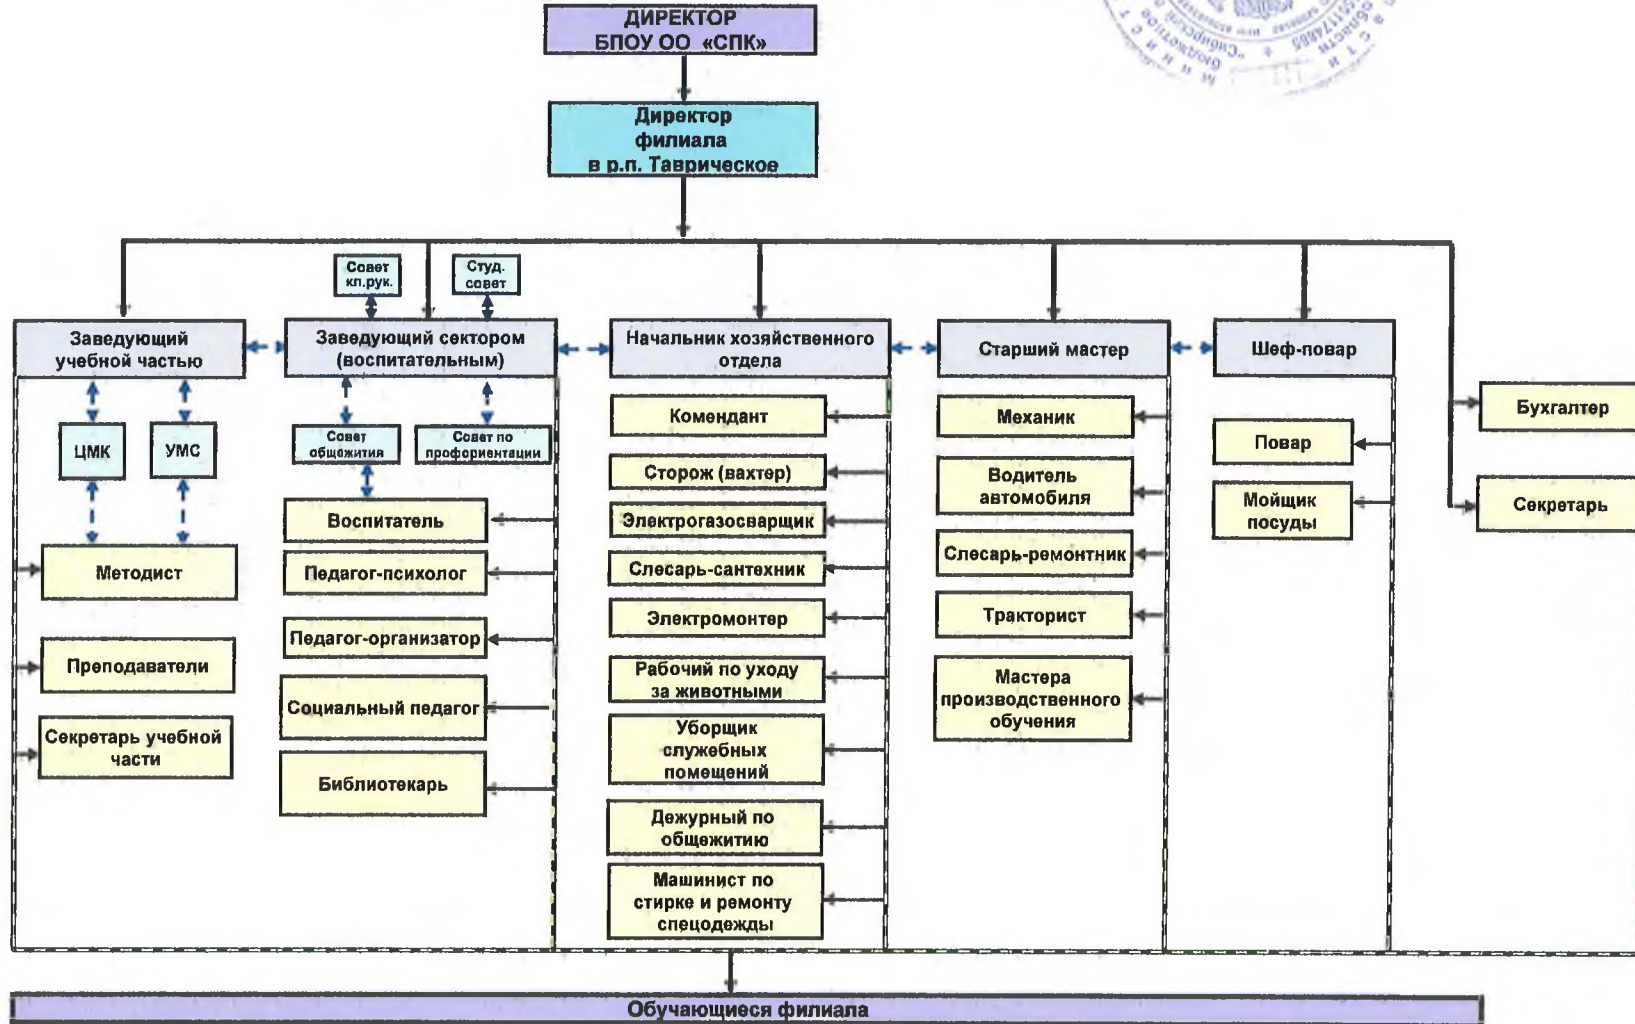 ДИРЕКТОР
БПОУ ОО «СПК»
Директор
филиала
в р.п. Таврическое
Совет
кл.рук.
Студ.
совет
Заведующий
учебной частью
Заведующий сектором
(воспитательным)
Начальник хозяйственного
отдела
Старший мастер
Шеф-повар
ЦМК
УМС
Совет
общежития
Совет по
профориентации
Методист
Преподаватели
Секретарь учебной
части
Воспитатель
Педагог-психолог
Педагог-организатор
Социальный педагог
Библиотекарь
Комендант
Сторож (вахтер)
Электрогазосварщик
Слесарь-сантехник
Электромонтер
Рабочий по уходу
за животными
Уборщик
служебных
помещений
Дежурный по
общежитию
Машинист по
стирке и ремонту
спецодежды
Механик
Водитель
автомобиля
Слесарь-ремонтник
Тракторист
Мастера
производственного
обучения
Повар
Мойщик
посуды
Бухгалтер
Секретарь
Обучающиеся филиала